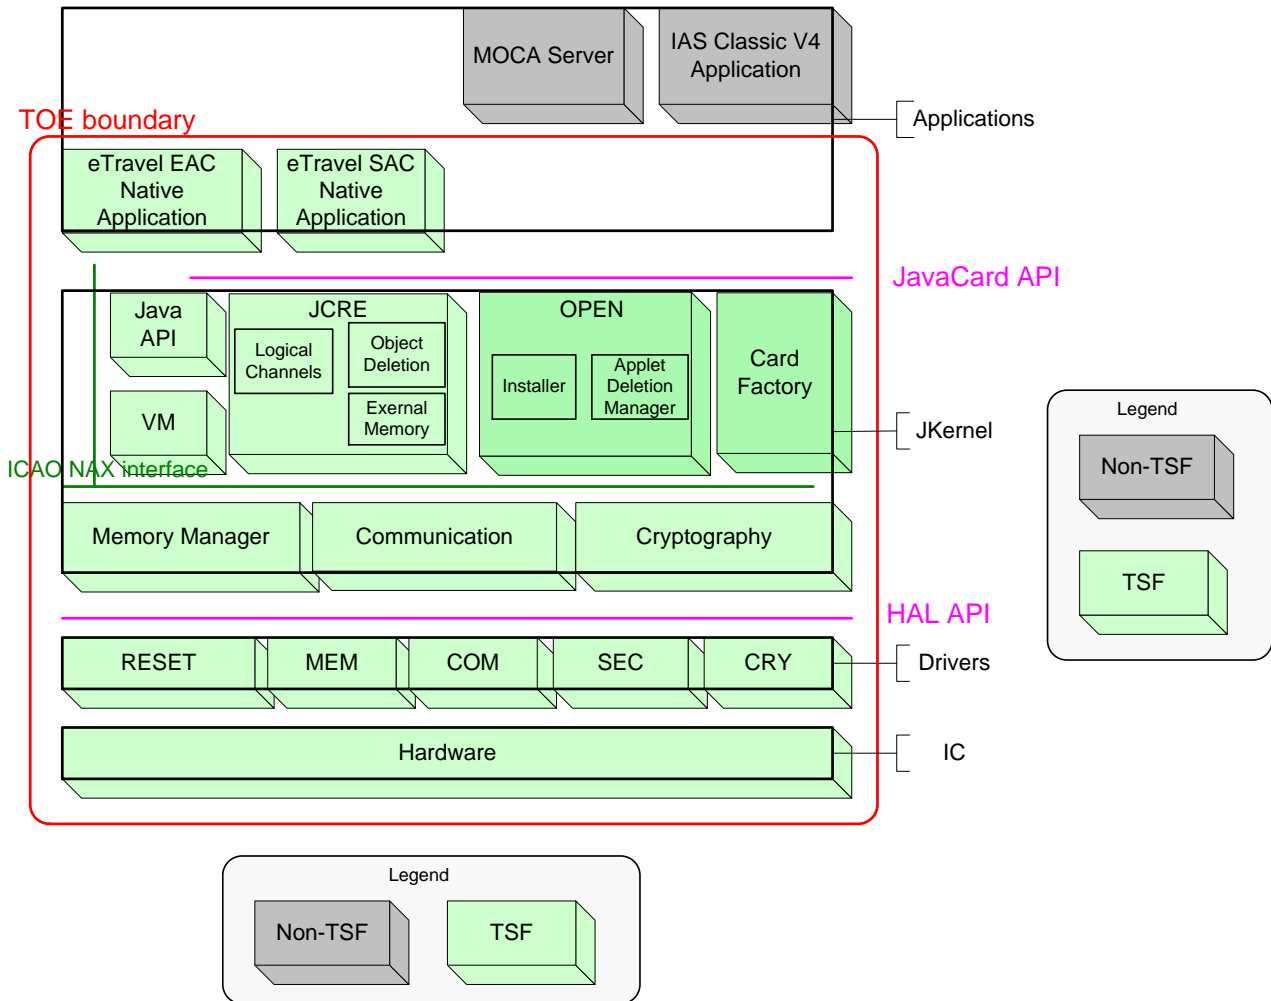 MOCA Server
IAS Classic V4
Application
Applications
TOE boundary
eTravel EAC
Native
Application
eTravel SAC
Native
Application
JavaCard API
Java
API
JCRE
Logical
Channels
Object
Deletion
Exernal
Memory
OPEN
Installer
Applet
Deletion
Manager
Card
Factory
VM
JKernel
ICAO NAX interface
Memory Manager
Communication
Cryptography
HAL API
RESET
MEM
COM
SEC
CRY
Drivers
Hardware
IC
Legend
Non-TSF
TSF
Legend
Non-TSF
TSF